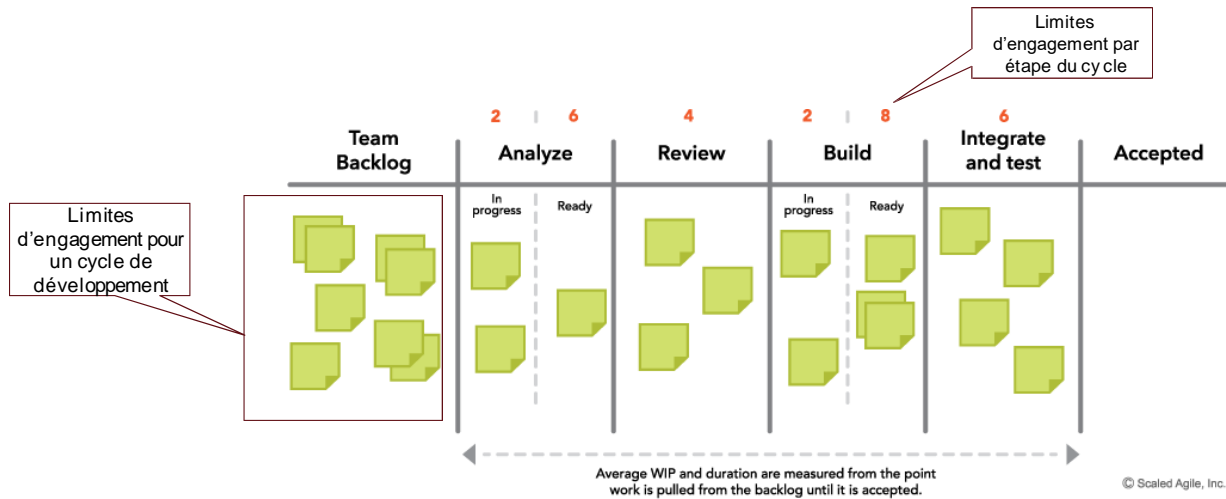 Limites
d'engagement par
étape du cycle
2
6
4
2
8
6
Team
Backlog
Analyze
Review
Build
Integrate
and test
Accepted
In
progress
Ready
In
progress
Ready
Limites
d'engagement pour
un cycle de
développement
Average WIP and duration are measured from the point
work is pulled from the backlog until it is accepted.
© Scaled Agile, Inc.